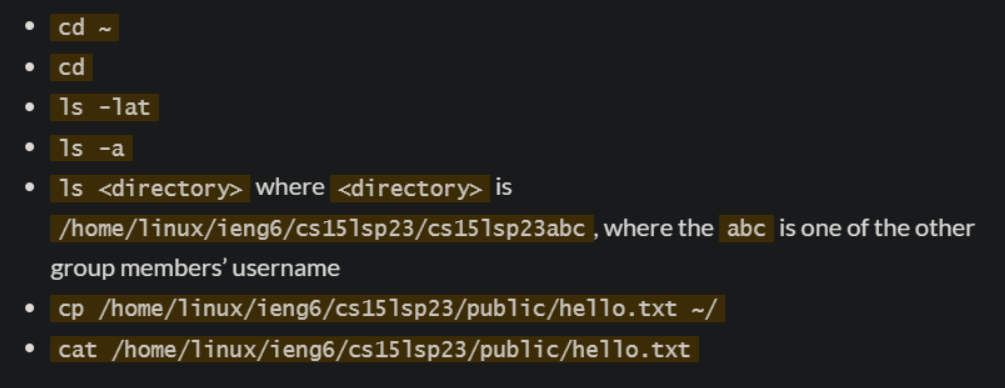 • cd ~
• cd
• ls -lat
• ls -a
• ls <directory> where <directory> is
/home/linux/ieng6/cs15lsp23/cs15lsp23abc, where the abc is one of the other
group members’ username
• cp /home/linux/ieng6/cs15lsp23/public/hello.txt ~/
• cat /home/linux/ieng6/cs15lsp23/public/hello.txt